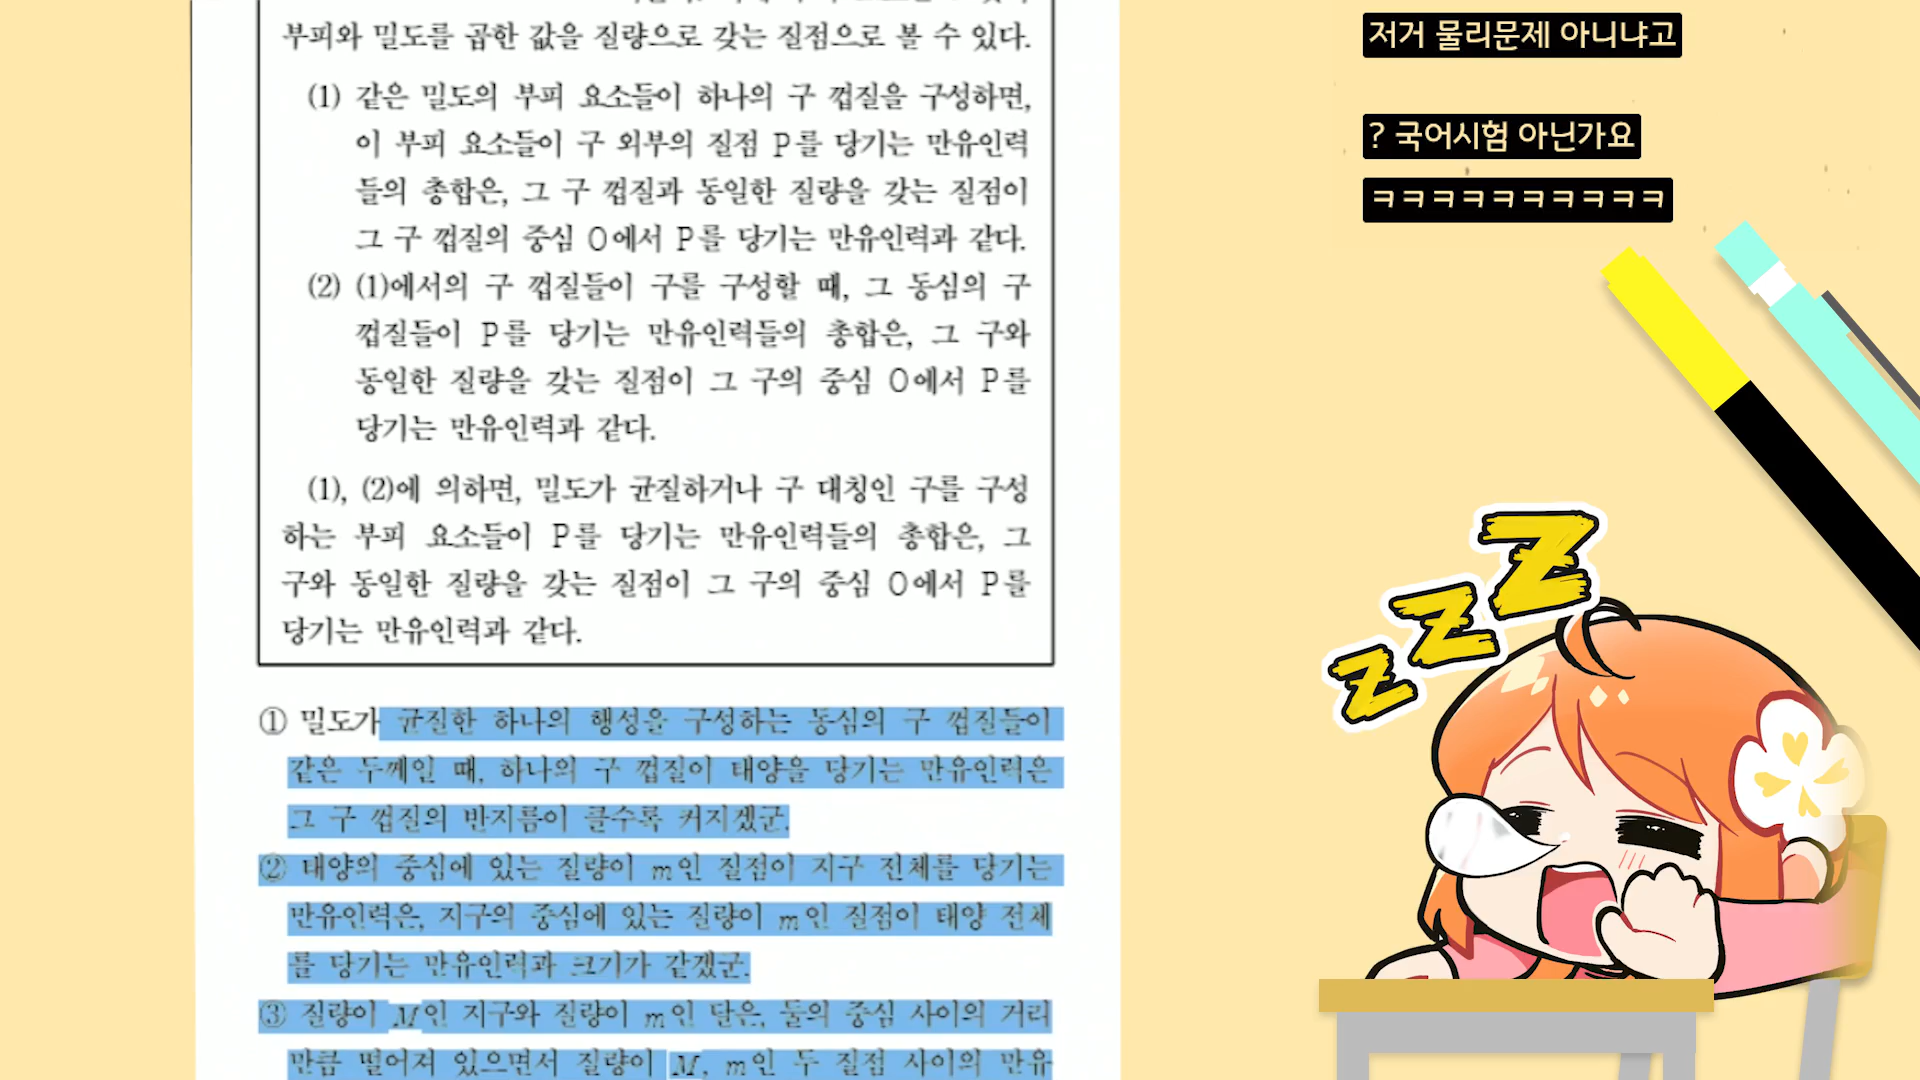 부피와 밀도를 곱한 값을 질량으로 갖는 질점으로 볼 수 있다.
(1) 같은 밀도의 부피 요소들이 하나의 구 껍질을 구성하면,
이 부피 요소들이 구 외부의 질점 P를 당기는 만유인력
들의 총합은, 그 구 껍질과 동일한 질량을 갖는 질점이
그 구 껍질의 중심 O에서 P를 당기는 만유인력과 같다.
(2) (1)에서의 구 껍질들이 구를 구성할 때, 그 동심의 구
껍질들이 P를 당기는 만유인력들의 총합은, 그 구와
동일한 질량을 갖는 질점이 그 구의 중심 O에서 P를
당기는 만유인력과 같다.
(1), (2)에 의하면, 밀도가 균질하거나 구 대칭인 구를 구성
하는 부피 요소들이 P를 당기는 만유인력들의 총합은, 그
구와 동일한 질량을 갖는 질점이 그 구의 중심 O에서 P를
당기는 만유인력과 같다.
① 밀도가 균질한 하나의 행성을 구성하는 동심의 구 껍질들이
같은 두께일 때, 하나의 구 껍질이 태양을 당기는 만유인력은
그 구 껍질의 반지름이 클수록 커지겠군.
② 태양의 중심에 있는 질량이 m인 질점이 지구 전체를 당기는
만유인력은, 지구의 중심에 있는 질량이 m인 질점이 태양 전체
를 당기는 만유인력과 크기가 같겠군.
③ 질량이 M인 지구와 질량이 m인 달은, 둘의 중심 사이의 거리
만큼 떨어져 있으면서 질량이 M, m인 두 질점 사이의 만유
저거 물리문제 아니냐고
? 국어시험 아닌가요
ㅋㅋㅋㅋㅋㅋㅋㅋㅋㅋ
zzZ